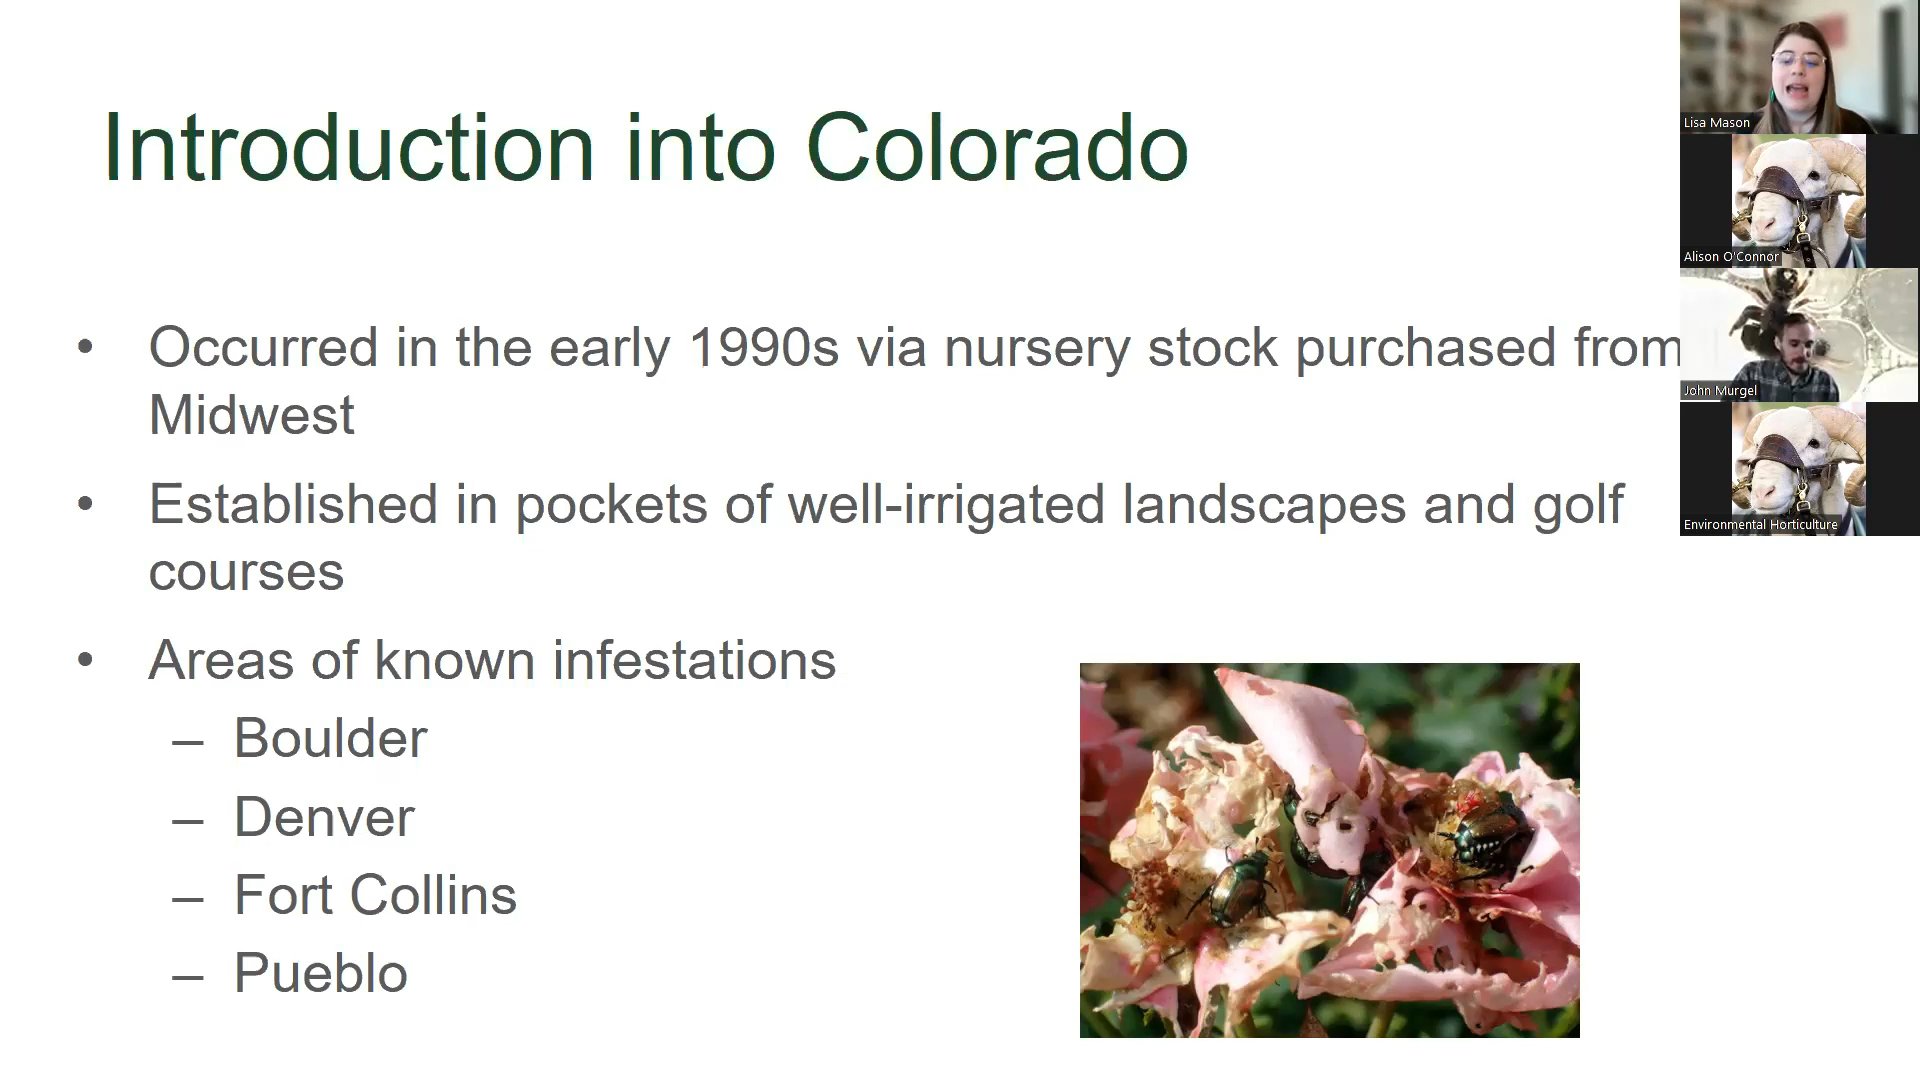 Introduction into Colorado
• Occurred in the early 1990s via nursery stock purchased from
Midwest
• Established in pockets of well-irrigated landscapes and golf
courses
• Areas of known infestations
– Boulder
– Denver
– Fort Collins
– Pueblo
Lisa Mason
Alison O'Connor
John Murgel
Environmental Horticulture